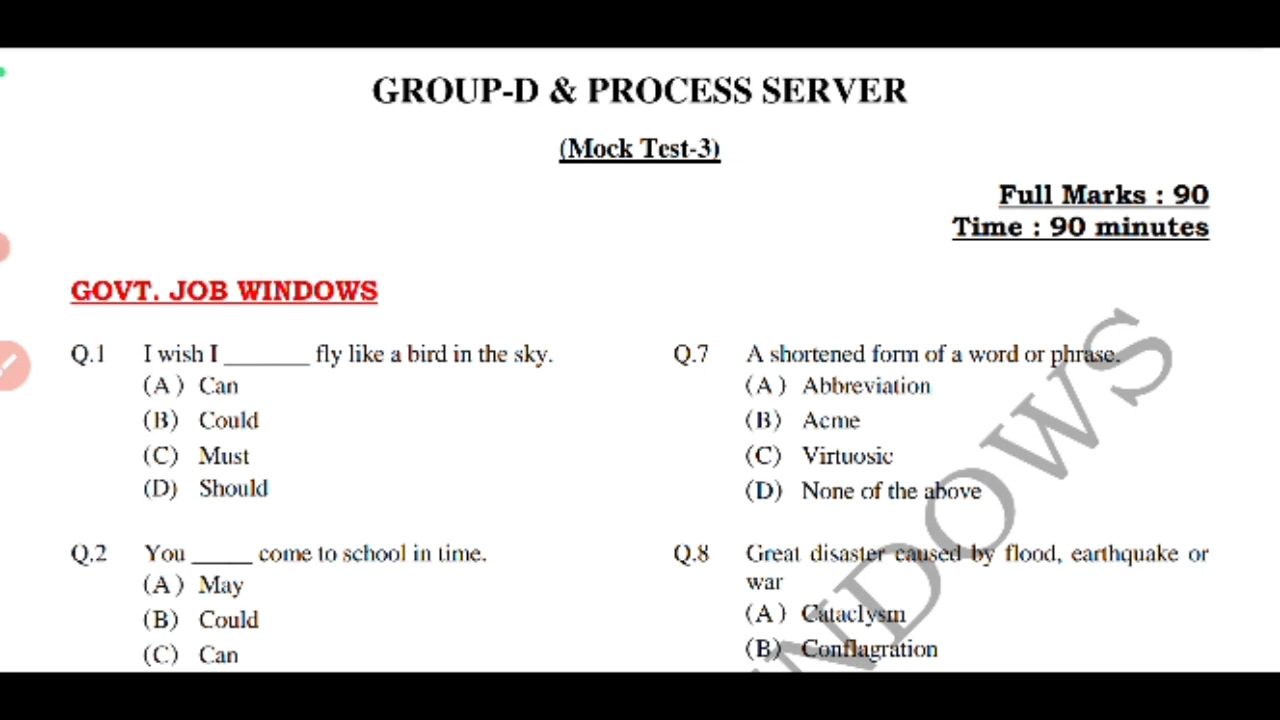 GROUP-D & PROCESS SERVER
(Mock Test-3)
Full Marks : 90
Time : 90 minutes
GOVT. JOB WINDOWS
Q.1 I wish I _______ fly like a bird in the sky.
(A) Can
(B) Could
(C) Must
(D) Should
Q.2 You _____ come to school in time.
(A) May
(B) Could
(C) Can
Q.7 A shortened form of a word or phrase.
(A) Abbreviation
(B) Acme
(C) Virtuosic
(D) None of the above
Q.8 Great disaster caused by flood, earthquake or
war
(A) Cataclysm
(B) Conflagration
NDOWS